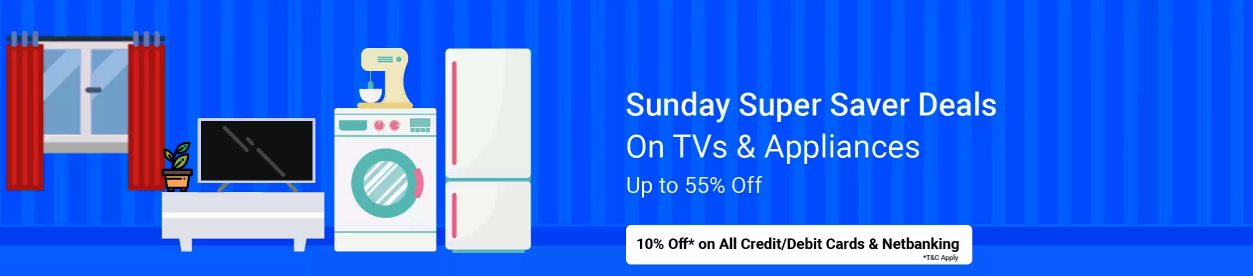 Sunday Super Saver Deals
On TVs & Appliances
Up to 55% Off
10% Off* on All Credit/Debit Cards & Netbanking
*T&C Apply